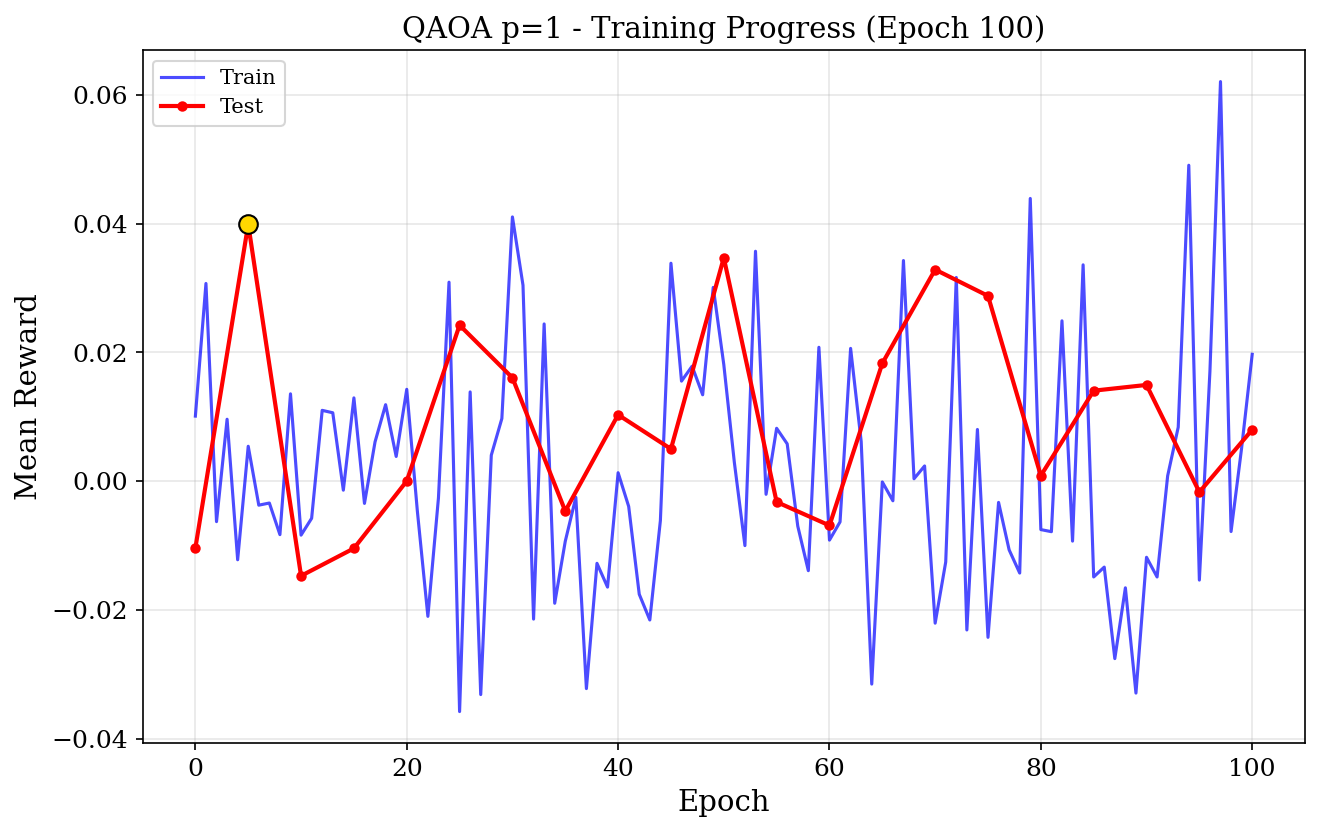 QAOA p=1 - Training Progress (Epoch 100)
Train
Test
Mean Reward
0.06
0.04
0.02
0.00
−0.02
−0.04
0 20 40 60 80 100
Epoch